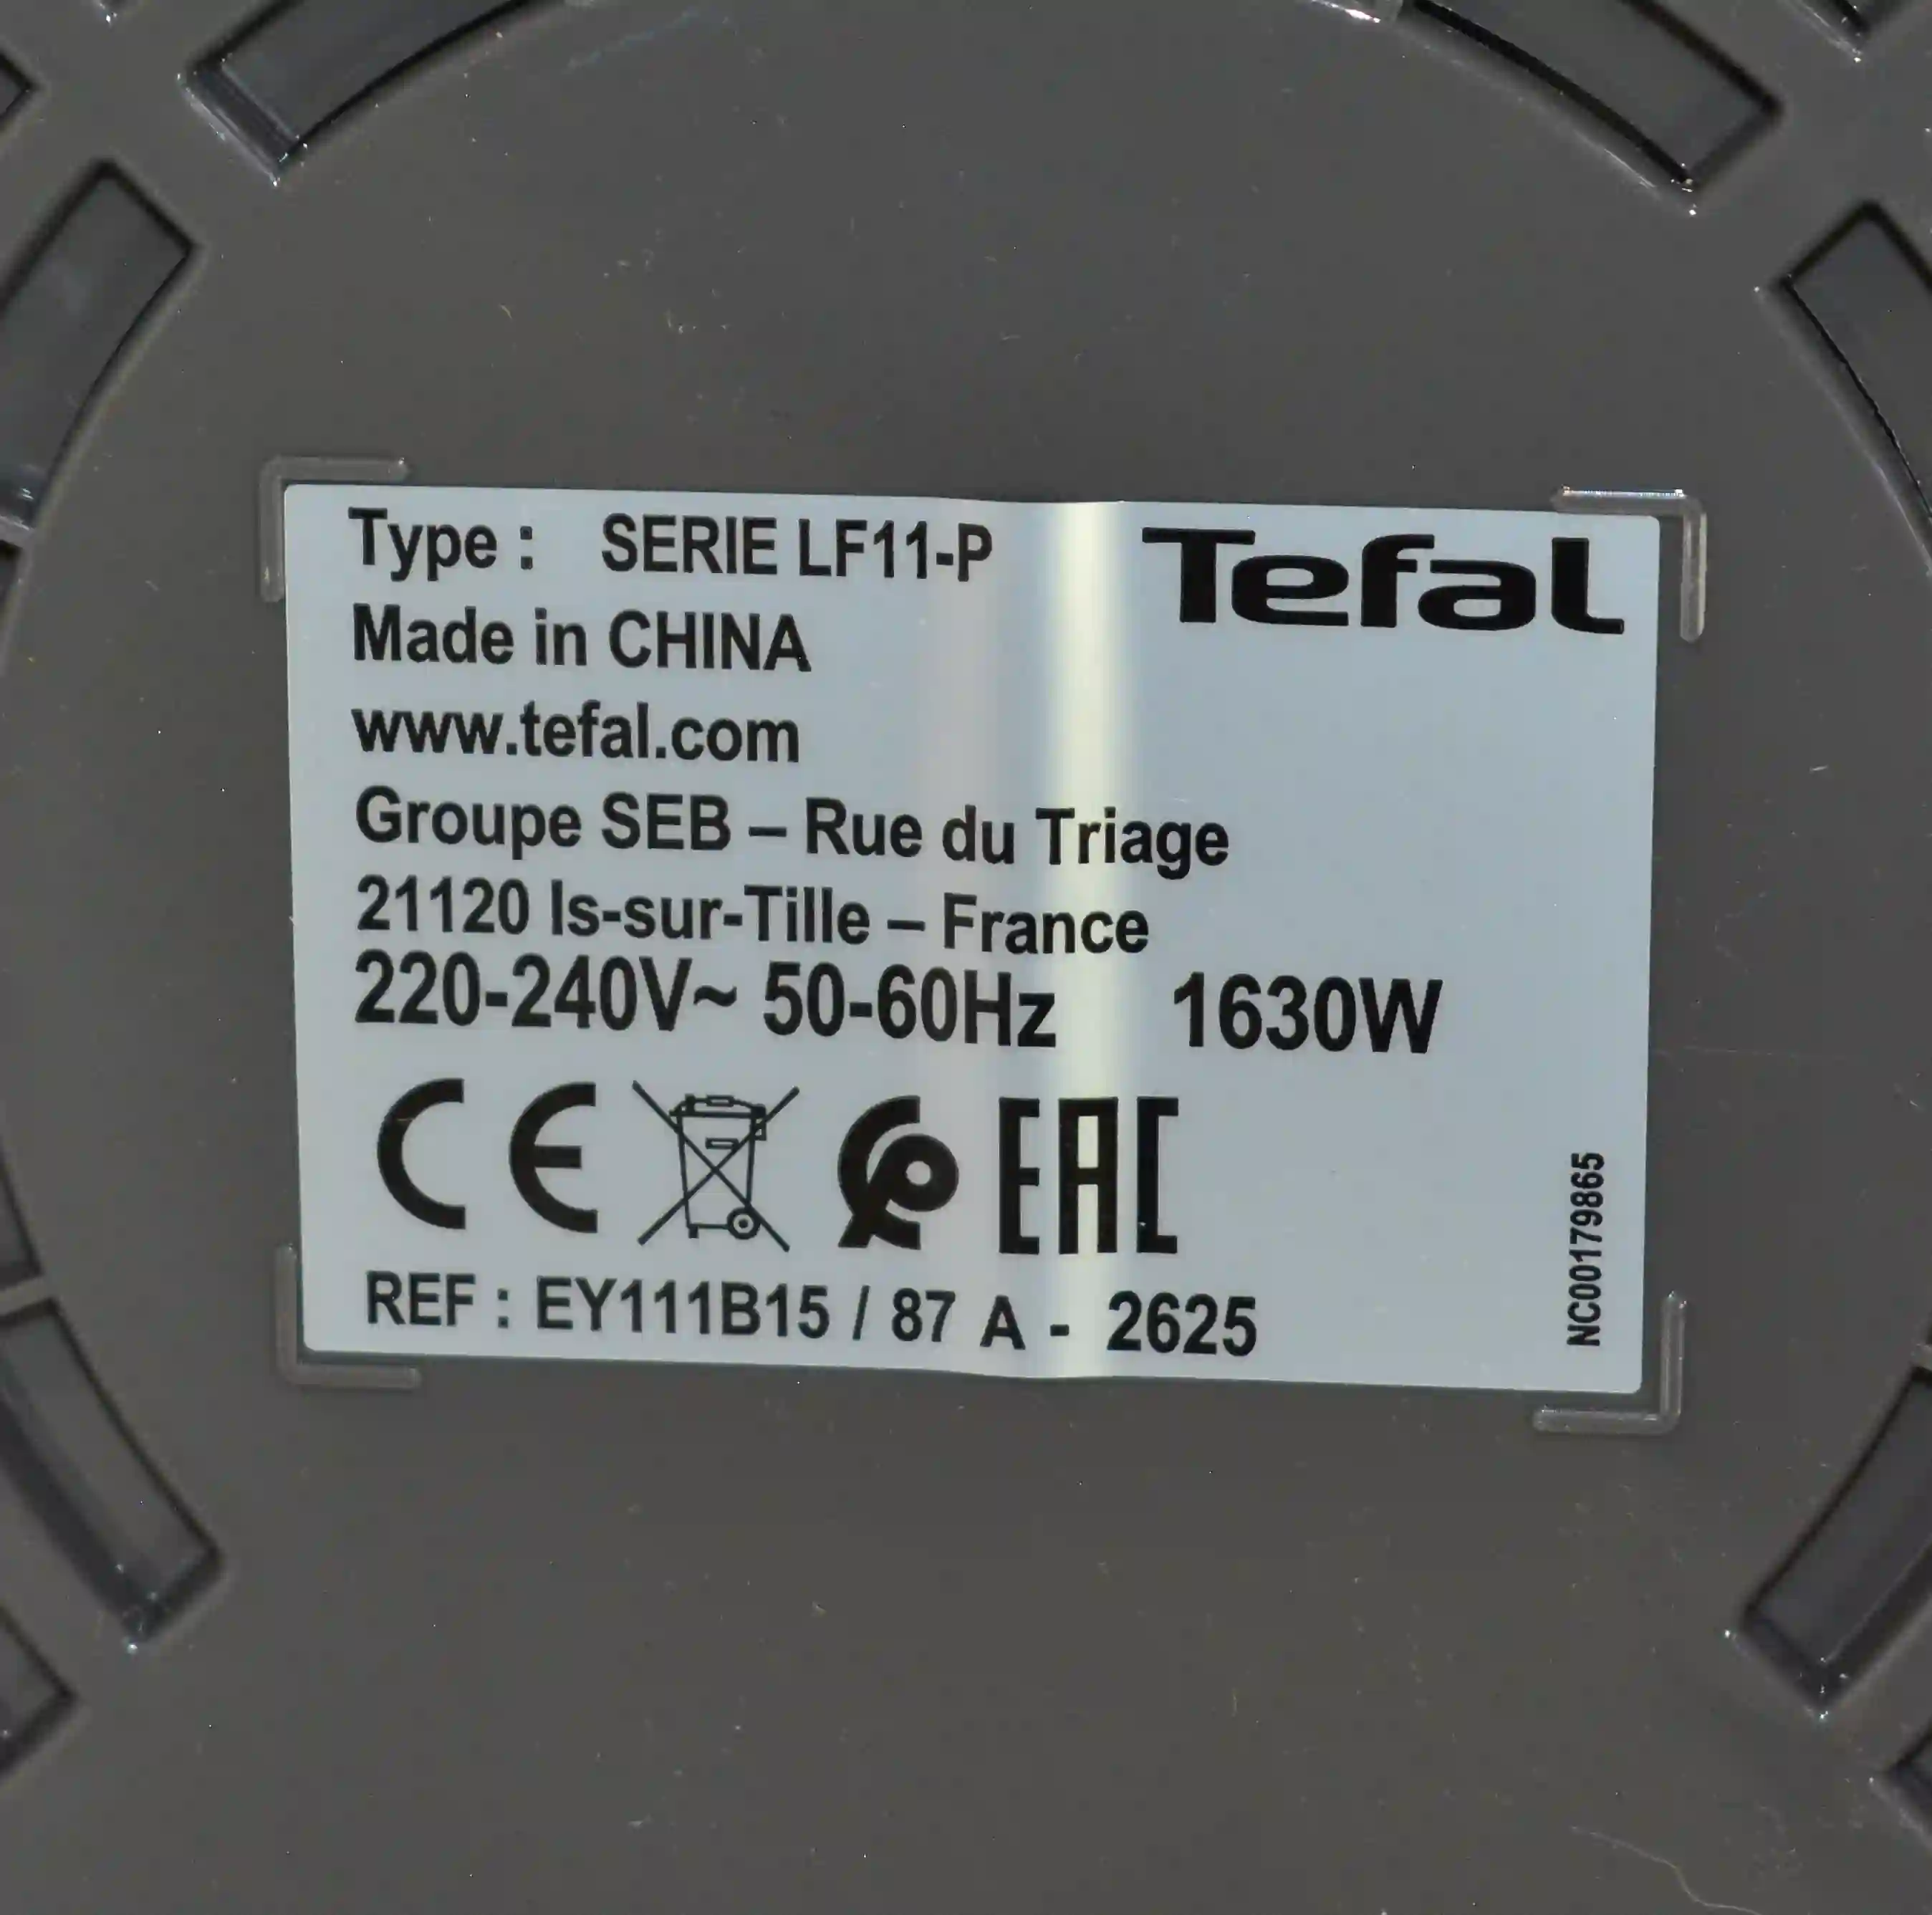 Type : SERIE LF11-P
Tefal
Made in CHINA
www.tefal.com
Groupe SEB – Rue du Triage
21120 Is-sur-Tille – France
220-240V~ 50-60Hz 1630W
CE EAC
REF : EY111B15 / 87 A - 2625
NC00179865